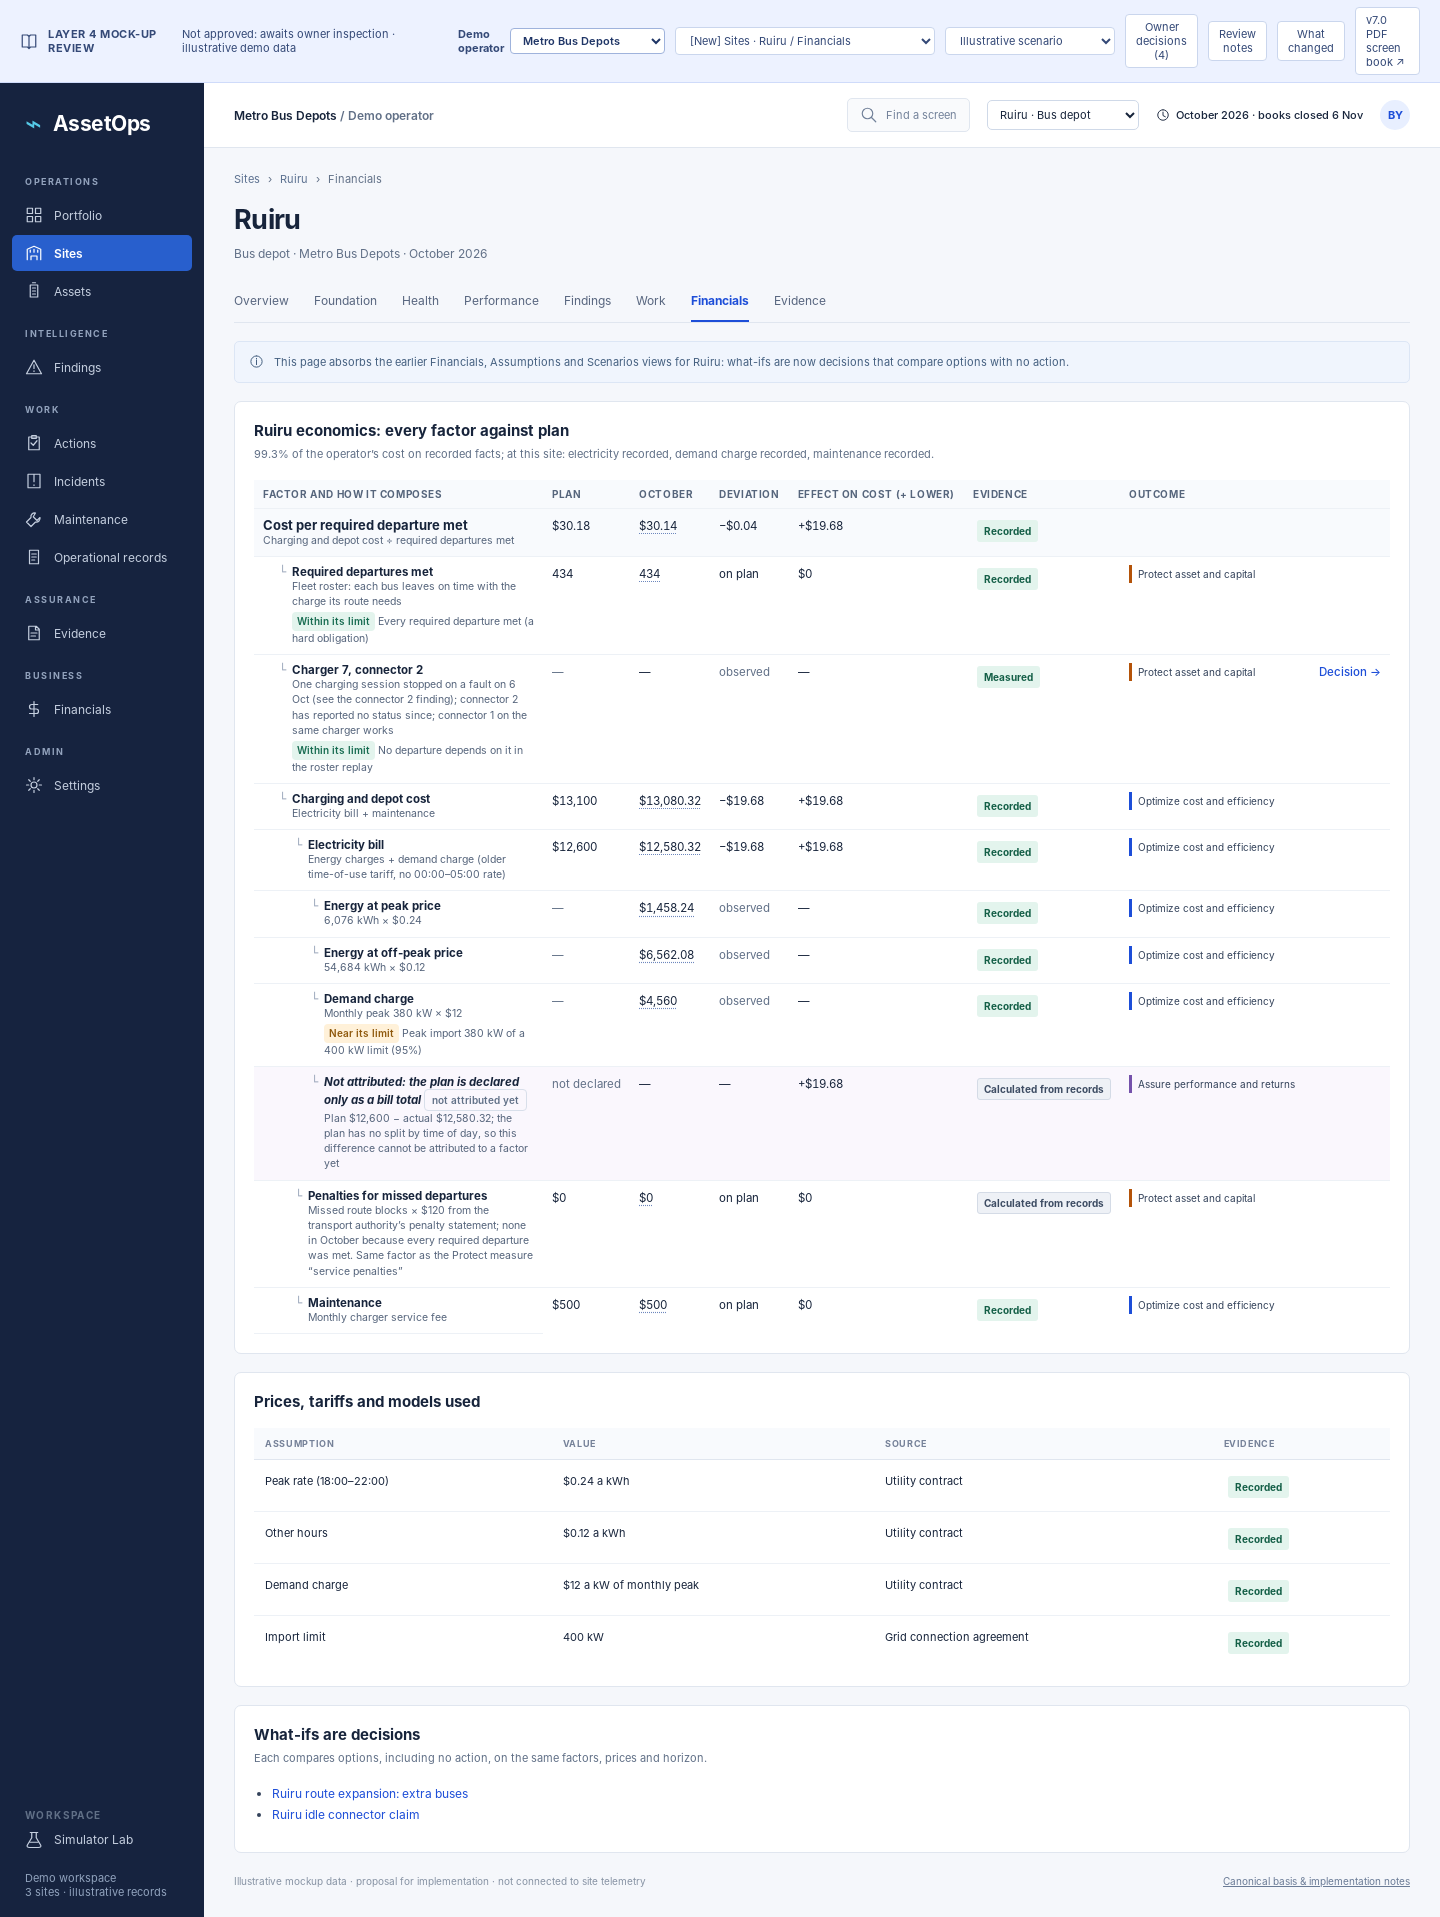 LAYER 4 MOCK-UP REVIEW
Not approved: awaits owner inspection · illustrative demo data
Demo operator
Metro Bus Depots
[New] Sites · Ruiru / Financials
Illustrative scenario
Owner decisions (4)
Review notes
What changed
v7.0 PDF screen book ↗
AssetOps
Metro Bus Depots / Demo operator
Find a screen
Ruiru · Bus depot
October 2026 · books closed 6 Nov
BY
OPERATIONS
Portfolio
Sites
Assets
INTELLIGENCE
Findings
WORK
Actions
Incidents
Maintenance
Operational records
ASSURANCE
Evidence
BUSINESS
Financials
ADMIN
Settings
WORKSPACE
Simulator Lab
Demo workspace
3 sites · illustrative records
Sites › Ruiru › Financials
Ruiru
Bus depot · Metro Bus Depots · October 2026
Overview Foundation Health Performance Findings Work Financials Evidence
This page absorbs the earlier Financials, Assumptions and Scenarios views for Ruiru: what-ifs are now decisions that compare options with no action.
Ruiru economics: every factor against plan
99.3% of the operator's cost on recorded facts; at this site: electricity recorded, demand charge recorded, maintenance recorded.
FACTOR AND HOW IT COMPOSES PLAN OCTOBER DEVIATION EFFECT ON COST (+ LOWER) EVIDENCE OUTCOME
Cost per required departure met $30.18 $30.14 −$0.04 +$19.68 Recorded
Charging and depot cost ÷ required departures met
└ Required departures met 434 434 on plan $0 Recorded Protect asset and capital
Fleet roster: each bus leaves on time with the
charge its route needs
Within its limit Every required departure met (a
hard obligation)
└ Charger 7, connector 2 — — observed — Measured Protect asset and capital Decision →
One charging session stopped on a fault on 6
Oct (see the connector 2 finding); connector 2
has reported no status since; connector 1 on the
same charger works
Within its limit No departure depends on it in
the roster replay
└ Charging and depot cost $13,100 $13,080.32 −$19.68 +$19.68 Recorded Optimize cost and efficiency
Electricity bill + maintenance
└ Electricity bill $12,600 $12,580.32 −$19.68 +$19.68 Recorded Optimize cost and efficiency
Energy charges + demand charge (older
time-of-use tariff, no 00:00–05:00 rate)
└ Energy at peak price — $1,458.24 observed — Recorded Optimize cost and efficiency
6,076 kWh × $0.24
└ Energy at off-peak price — $6,562.08 observed — Recorded Optimize cost and efficiency
54,684 kWh × $0.12
└ Demand charge — $4,560 observed — Recorded Optimize cost and efficiency
Monthly peak 380 kW × $12
Near its limit Peak import 380 kW of a
400 kW limit (95%)
└ Not attributed: the plan is declared not declared — — +$19.68 Calculated from records Assure performance and returns
only as a bill total not attributed yet
Plan $12,600 − actual $12,580.32; the
plan has no split by time of day, so this
difference cannot be attributed to a factor
yet
└ Penalties for missed departures $0 $0 on plan $0 Calculated from records Protect asset and capital
Missed route blocks × $120 from the
transport authority's penalty statement; none
in October because every required departure
was met. Same factor as the Protect measure
“service penalties”
└ Maintenance $500 $500 on plan $0 Recorded Optimize cost and efficiency
Monthly charger service fee
Prices, tariffs and models used
ASSUMPTION VALUE SOURCE EVIDENCE
Peak rate (18:00–22:00) $0.24 a kWh Utility contract Recorded
Other hours $0.12 a kWh Utility contract Recorded
Demand charge $12 a kW of monthly peak Utility contract Recorded
Import limit 400 kW Grid connection agreement Recorded
What-ifs are decisions
Each compares options, including no action, on the same factors, prices and horizon.
• Ruiru route expansion: extra buses
• Ruiru idle connector claim
Illustrative mockup data · proposal for implementation · not connected to site telemetry
Canonical basis & implementation notes